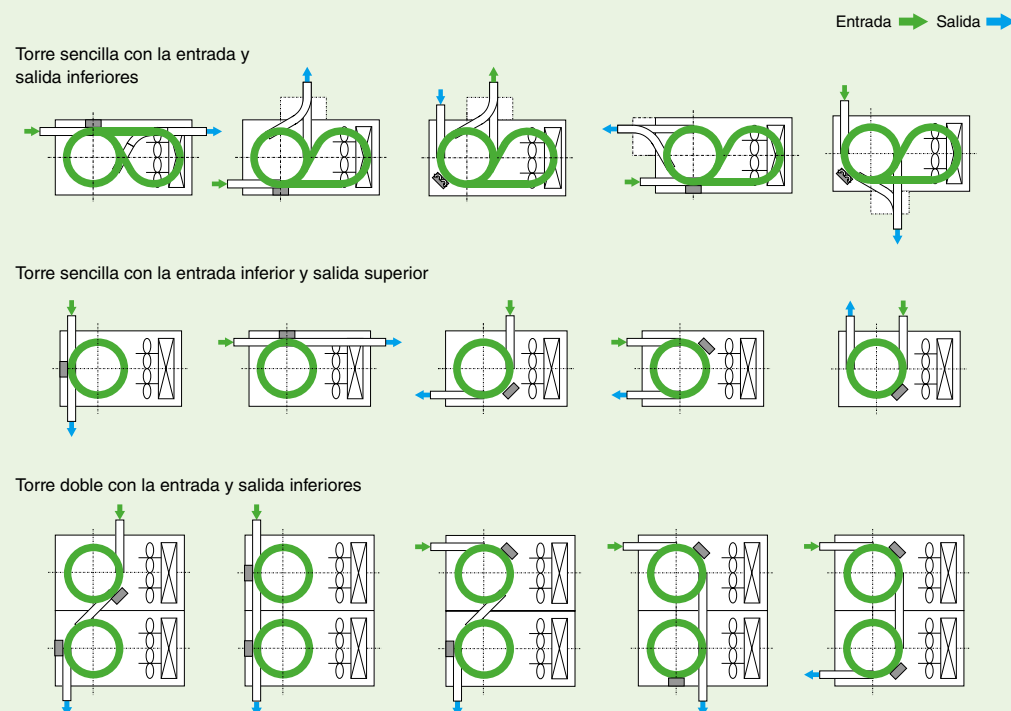 Entrada Salida
Torre sencilla con la entrada y
salida inferiores
Torre sencilla con la entrada inferior y salida superior
Torre doble con la entrada y salida inferiores